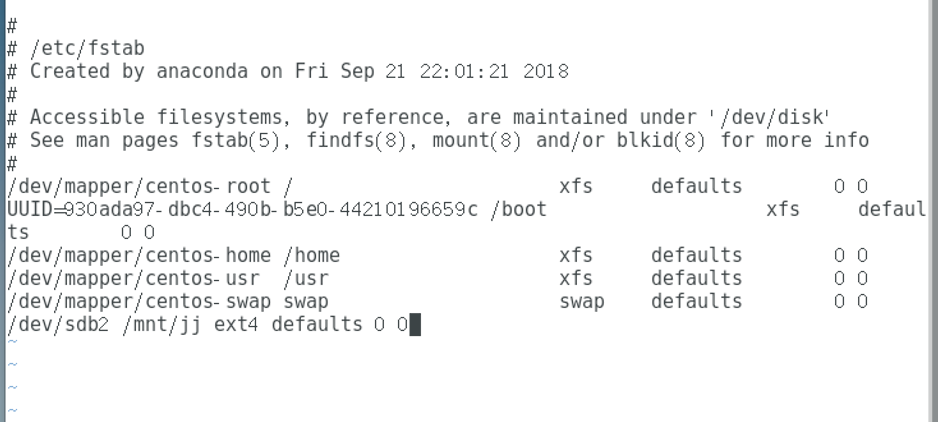 #
# /etc/fstab
# Created by anaconda on Fri Sep 21 22:01:21 2018
#
# Accessible filesystems, by reference, are maintained under '/dev/disk'
# See man pages fstab(5), findfs(8), mount(8) and/or blkid(8) for more info
#
/dev/mapper/centos-root / xfs defaults 0 0
UUID=930ada97-dbc4-490b-b5e0-44210196659c /boot xfs defaul
ts 0 0
/dev/mapper/centos-home /home xfs defaults 0 0
/dev/mapper/centos-usr /usr xfs defaults 0 0
/dev/mapper/centos-swap swap swap defaults 0 0
/dev/sdb2 /mnt/jj ext4 defaults 0 0
~
~
~
~